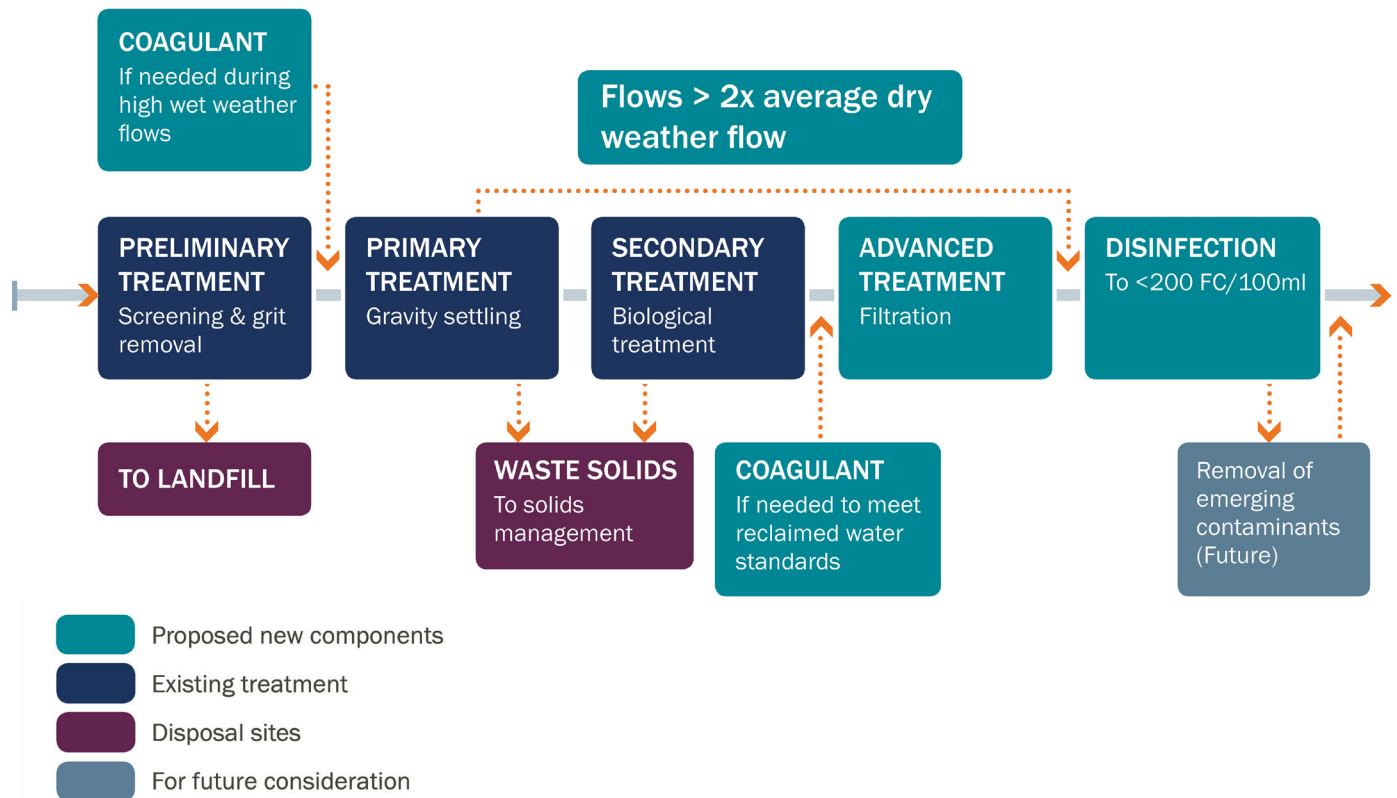 COAGULANT
If needed during
high wet weather
flows
Flows > 2x average dry
weather flow
PRELIMINARY
TREATMENT
Screening & grit
removal
PRIMARY
TREATMENT
Gravity settling
SECONDARY
TREATMENT
Biological
treatment
ADVANCED
TREATMENT
Filtration
DISINFECTION
To <200 FC/100ml
TO LANDFILL
WASTE SOLIDS
To solids
management
COAGULANT
If needed to meet
reclaimed water
standards
Removal of
emerging
contaminants
(Future)
Proposed new components
Existing treatment
Disposal sites
For future consideration